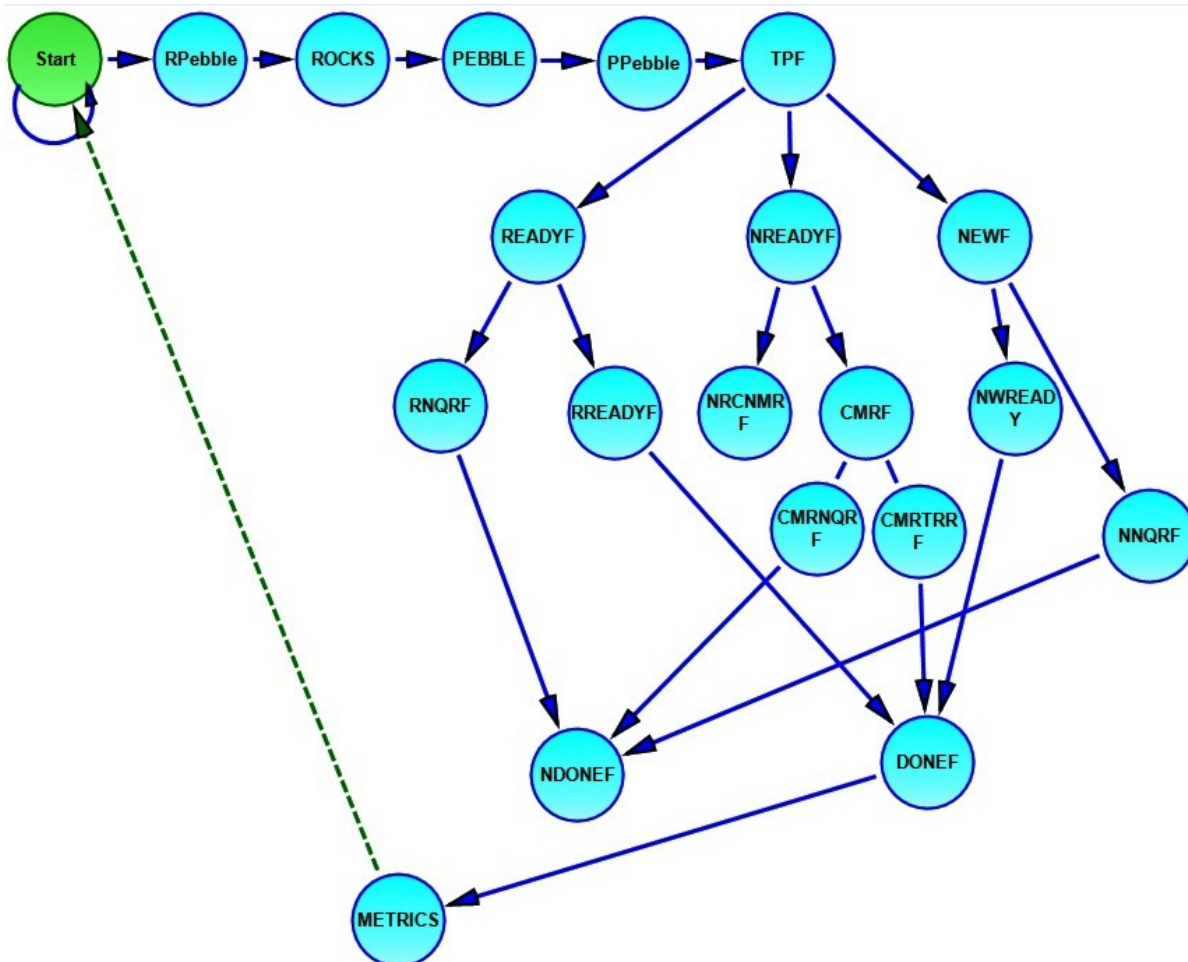 Start
RPebble
ROCKS
PEBBLE
PPebble
TPF
READYF
NREADYF
NEWF
RNQRF
RREADYF
NRCNMR
F
CMRF
NWREAD
Y
CMRNQR
F
CMRTRR
F
NNQRF
NDONEF
DONEF
METRICS